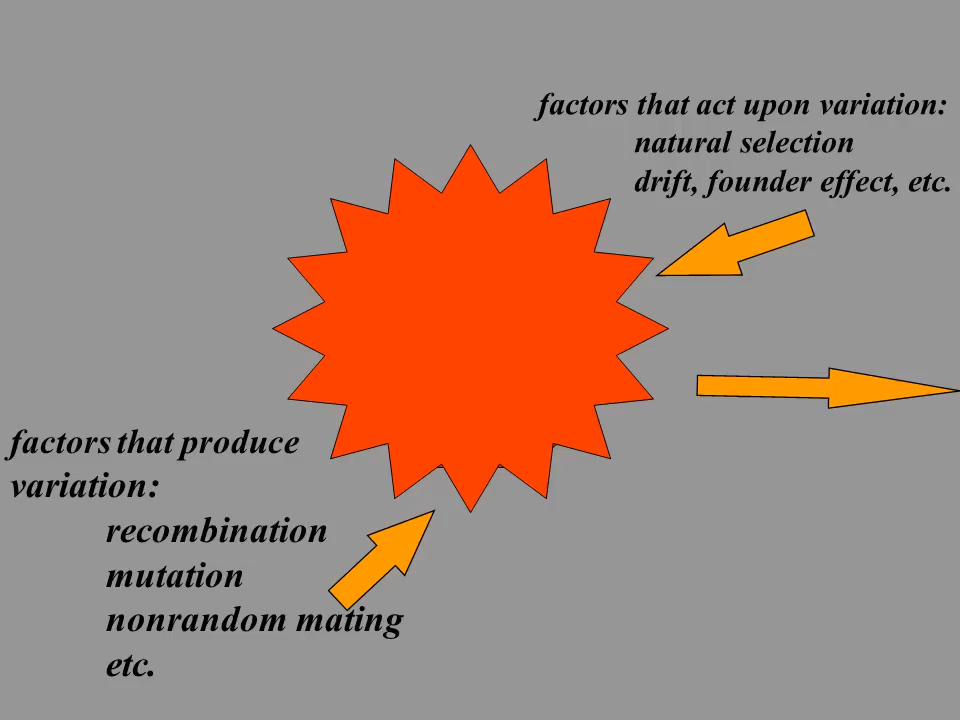 factors that act upon variation:
natural selection
drift, founder effect, etc.
factors that produce
variation:
recombination
mutation
nonrandom mating
etc.